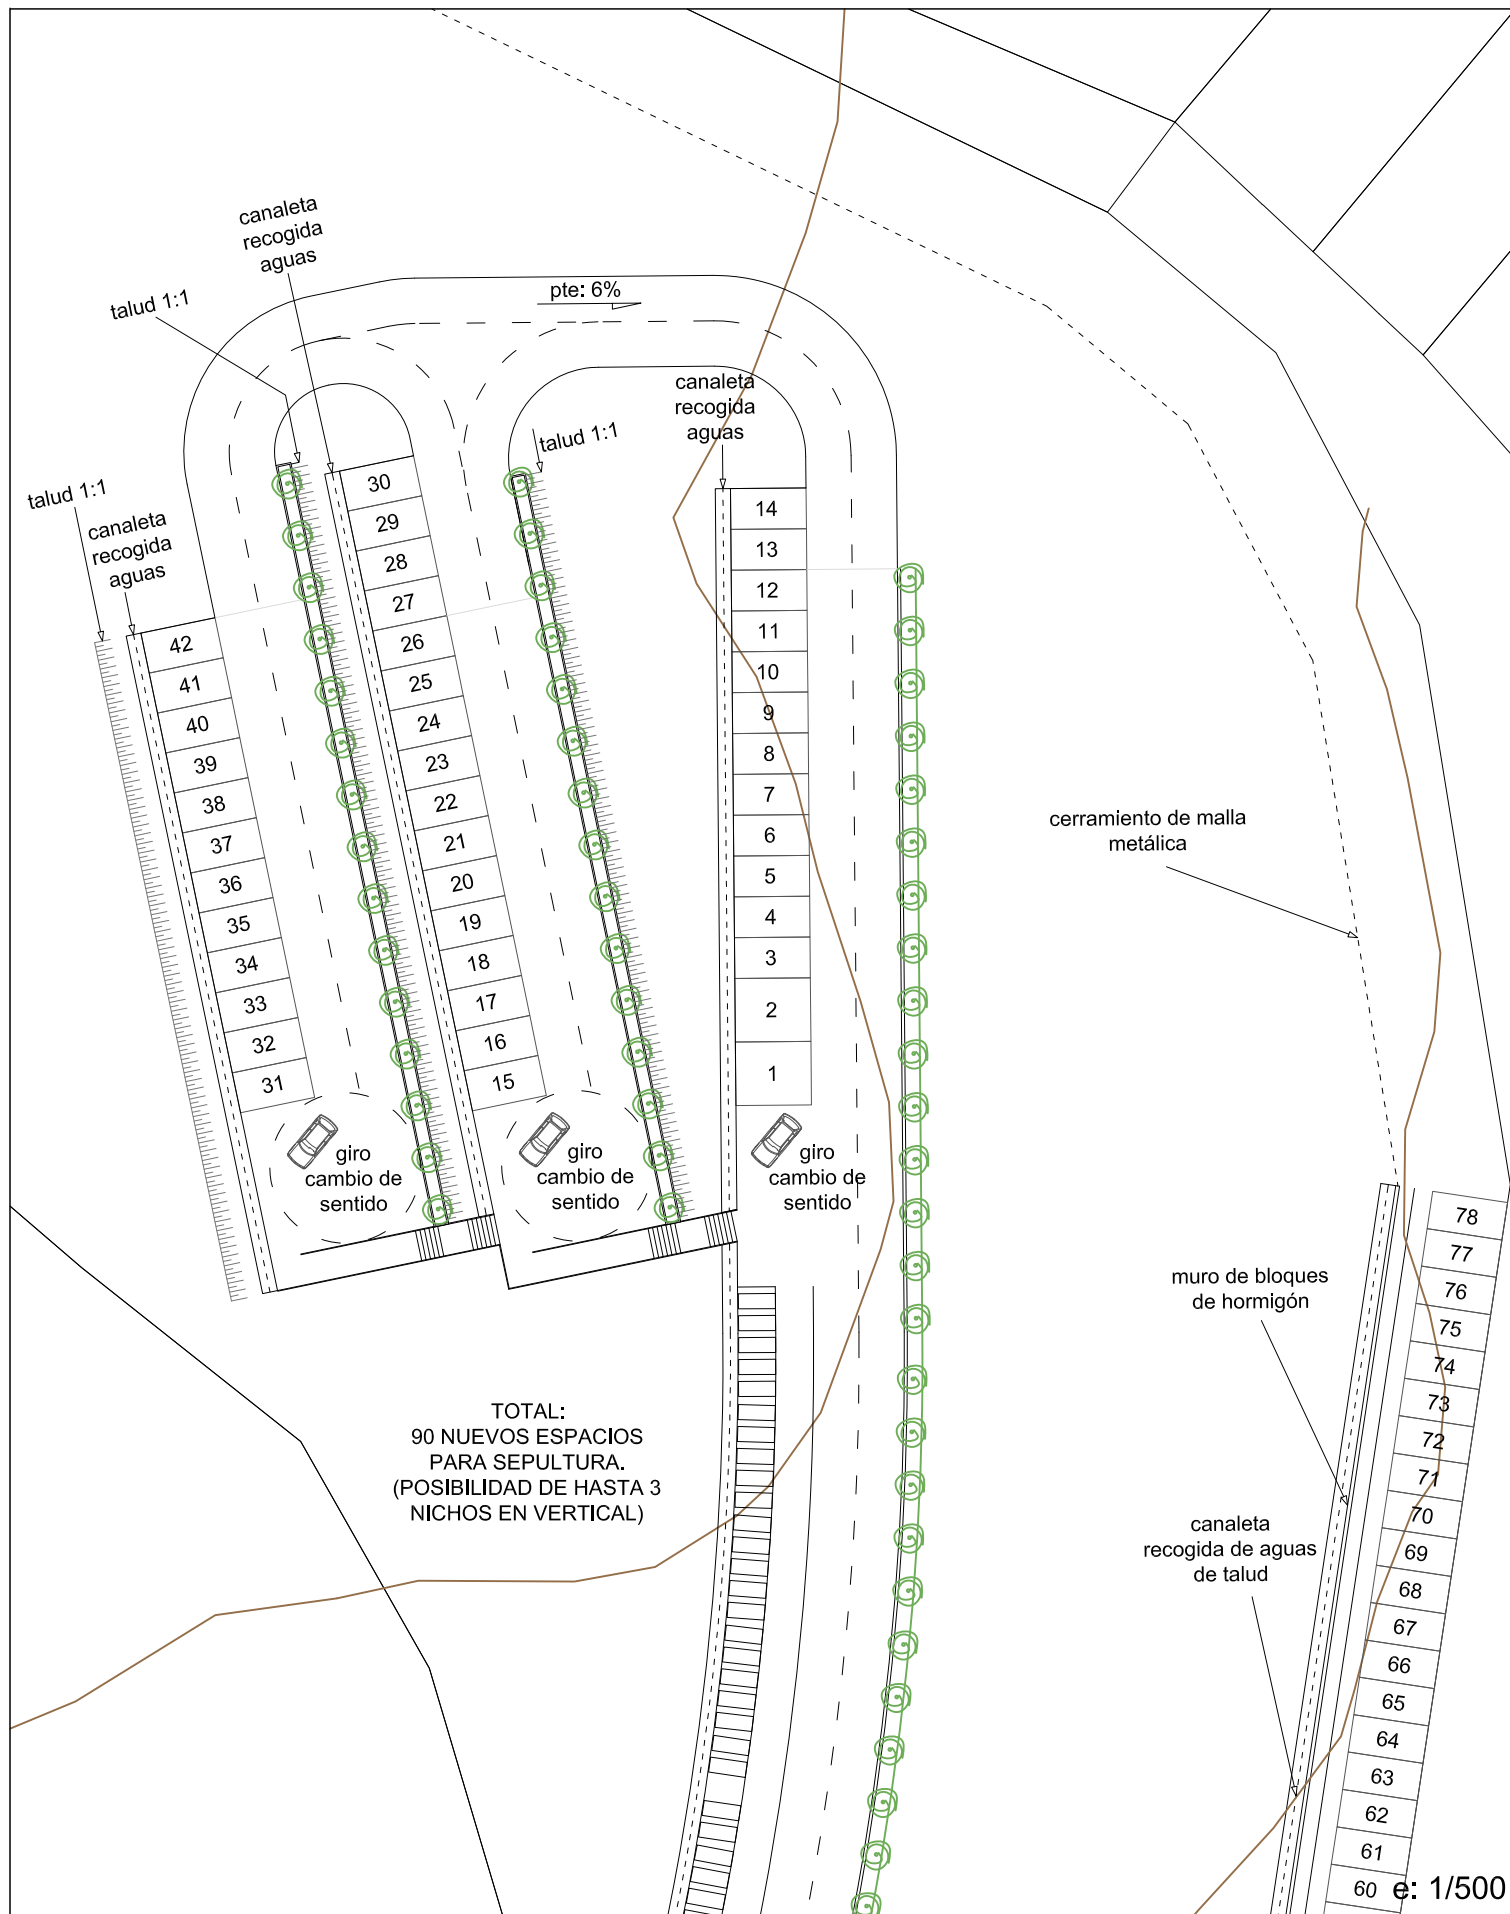 canaleta
recogida
aguas
talud 1:1
pte: 6%
canaleta
recogida
aguas
talud 1:1
talud 1:1
canaleta
recogida
aguas
30
29
28
27
26
25
24
23
22
21
20
19
18
17
16
15
14
13
12
11
10
9
8
7
6
5
4
3
2
1
42
41
40
39
38
37
36
35
34
33
32
31
giro
cambio de
sentido
giro
cambio de
sentido
giro
cambio de
sentido
cerramiento de malla
metálica
muro de bloques
de hormigón
canaleta
recogida de aguas
de talud
TOTAL:
90 NUEVOS ESPACIOS
PARA SEPULTURA.
(POSIBILIDAD DE HASTA 3
NICHOS EN VERTICAL)
78
77
76
75
74
73
72
71
70
69
68
67
66
65
64
63
62
61
60
e: 1/500